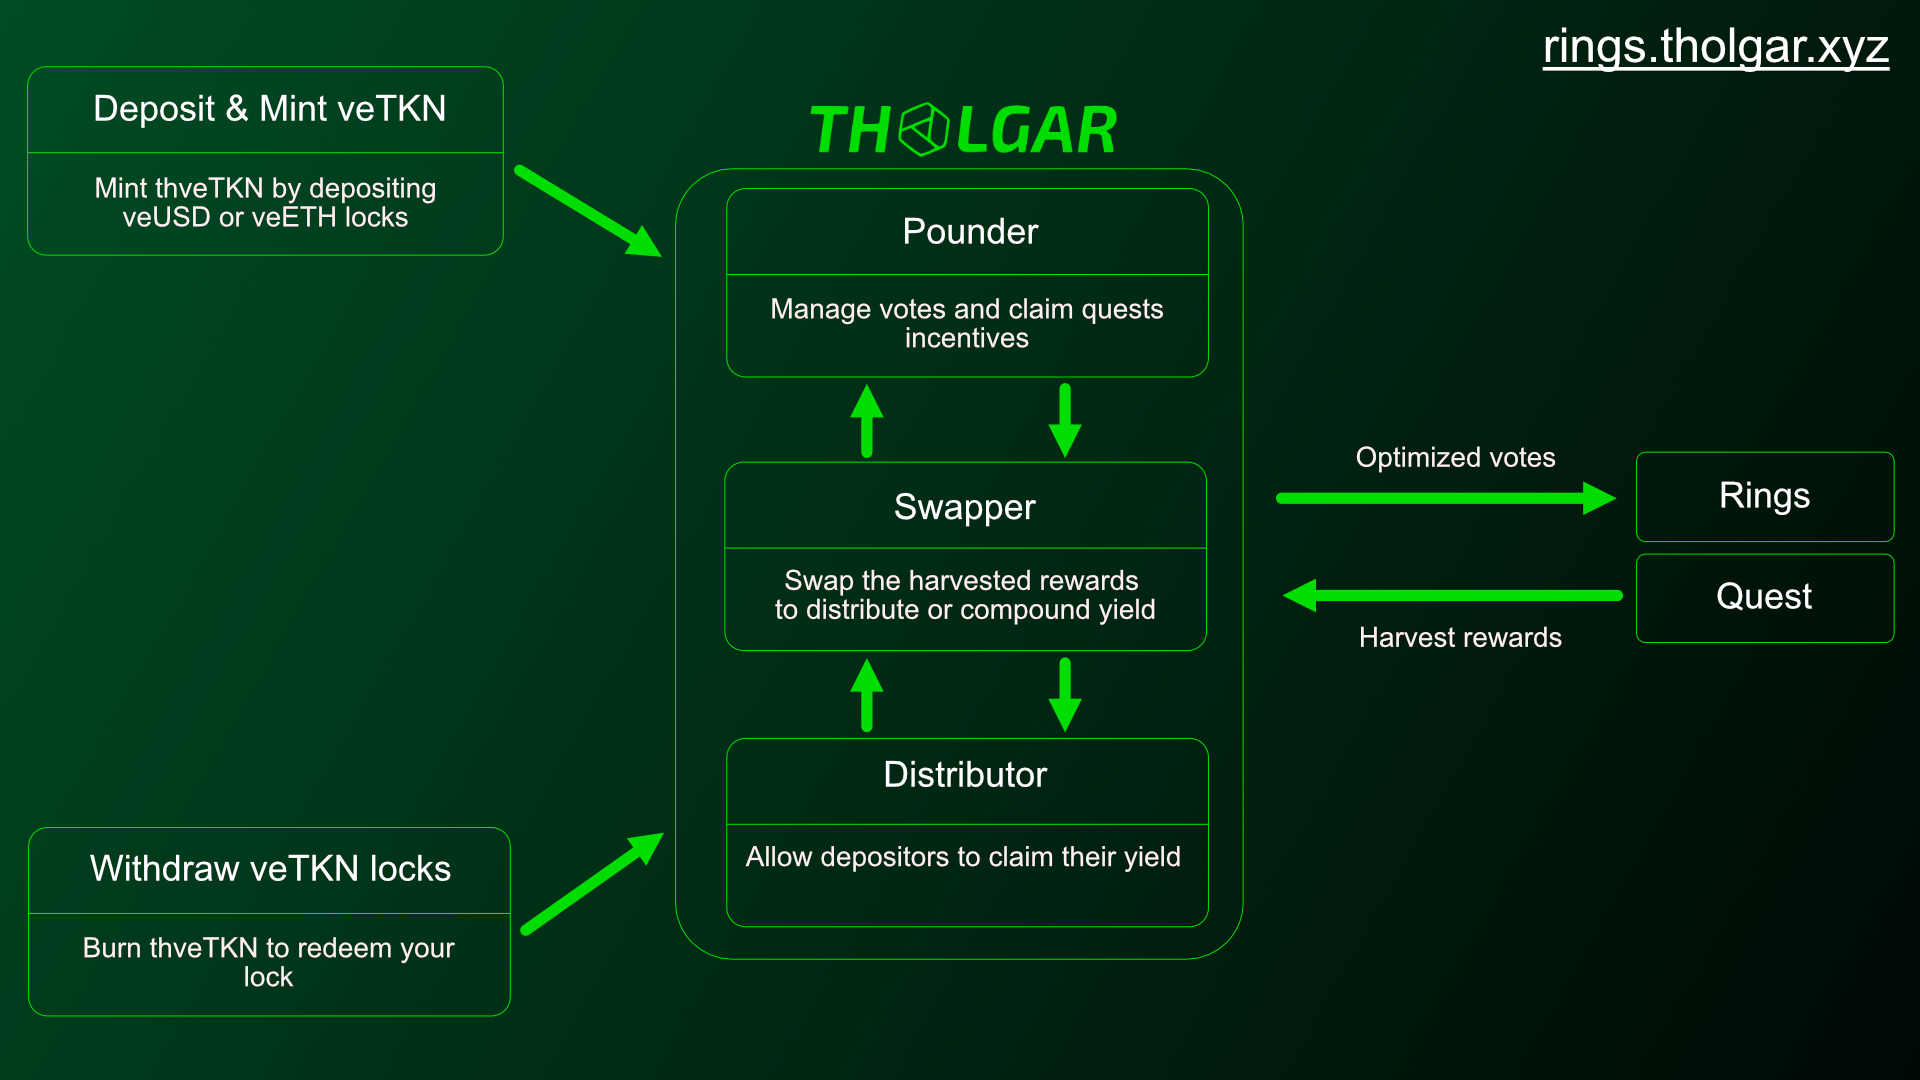 rings.tholgar.xyz
Deposit & Mint veTKN
Mint thveTKN by depositing
veUSD or veETH locks
THOLGAR
Pounder
Manage votes and claim quests
incentives
Swapper
Swap the harvested rewards
to distribute or compound yield
Distributor
Allow depositors to claim their yield
Optimized votes
Rings
Quest
Harvest rewards
Withdraw veTKN locks
Burn thveTKN to redeem your
lock